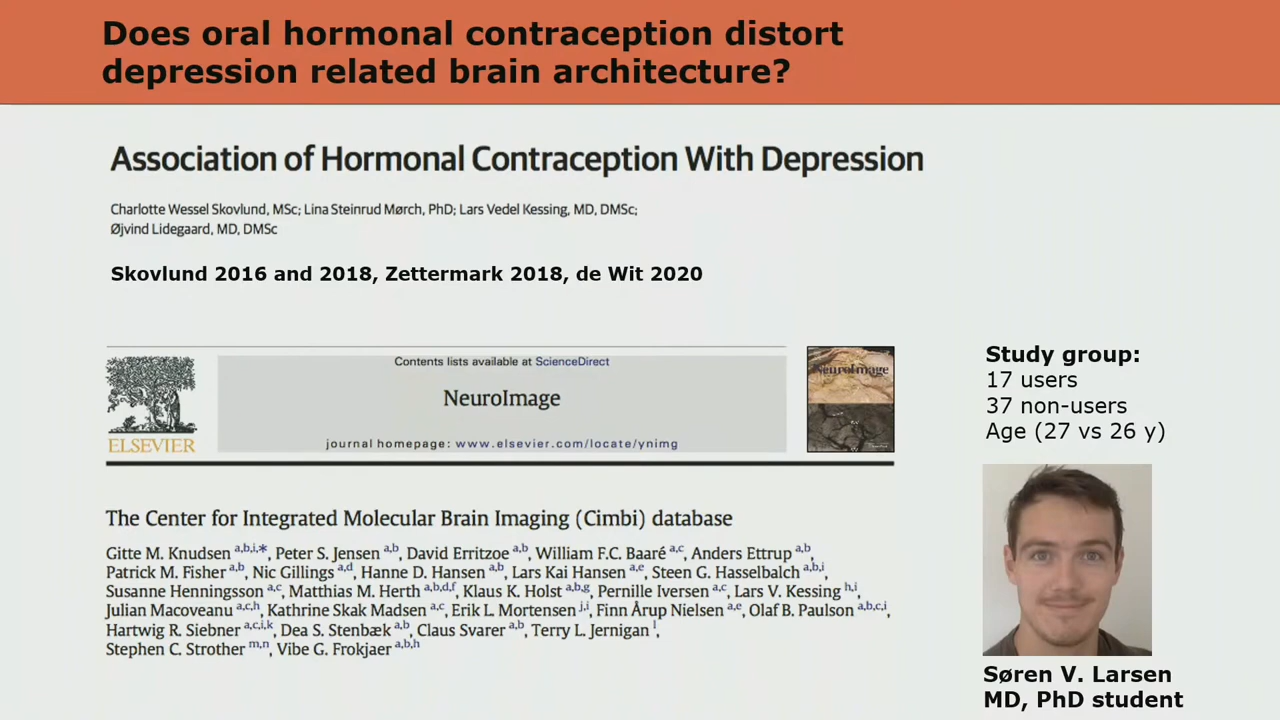 Does oral hormonal contraception distort
depression related brain architecture?
Association of Hormonal Contraception With Depression
Charlotte Wessel Skovlund, MSc; Lina Steinrud Mørch, PhD; Lars Vedel Kessing, MD, DMSc;
Øjvind Lidegaard, MD, DMSc
Skovlund 2016 and 2018, Zettermark 2018, de Wit 2020
Contents lists available at ScienceDirect
NeuroImage
journal homepage: www.elsevier.com/locate/ynimg
ELSEVIER
NeuroImage
The Center for Integrated Molecular Brain Imaging (Cimbi) database
Gitte M. Knudsen a,b,i,*, Peter S. Jensen a,b, David Erritzoe a,b, William F.C. Baaré a,c, Anders Ettrup a,b,
Patrick M. Fisher a,b, Nic Gillings a,d, Hanne D. Hansen a,b, Lars Kai Hansen a,e, Steen G. Hasselbalch a,b,i,
Susanne Henningsson a,c, Matthias M. Herth a,b,d,f, Klaus K. Holst a,b,g, Pernille Iversen a,c, Lars V. Kessing h,i,
Julian Macoveanu a,c,h, Kathrine Skak Madsen a,c, Erik L. Mortensen j,i, Finn Årup Nielsen a,e, Olaf B. Paulson a,b,c,i,
Hartwig R. Siebner a,c,i,k, Dea S. Stenbæk a,b, Claus Svarer a,b, Terry L. Jernigan l,
Stephen C. Strother m,n, Vibe G. Frokjaer a,b,h
Study group:
17 users
37 non-users
Age (27 vs 26 y)
Søren V. Larsen
MD, PhD student